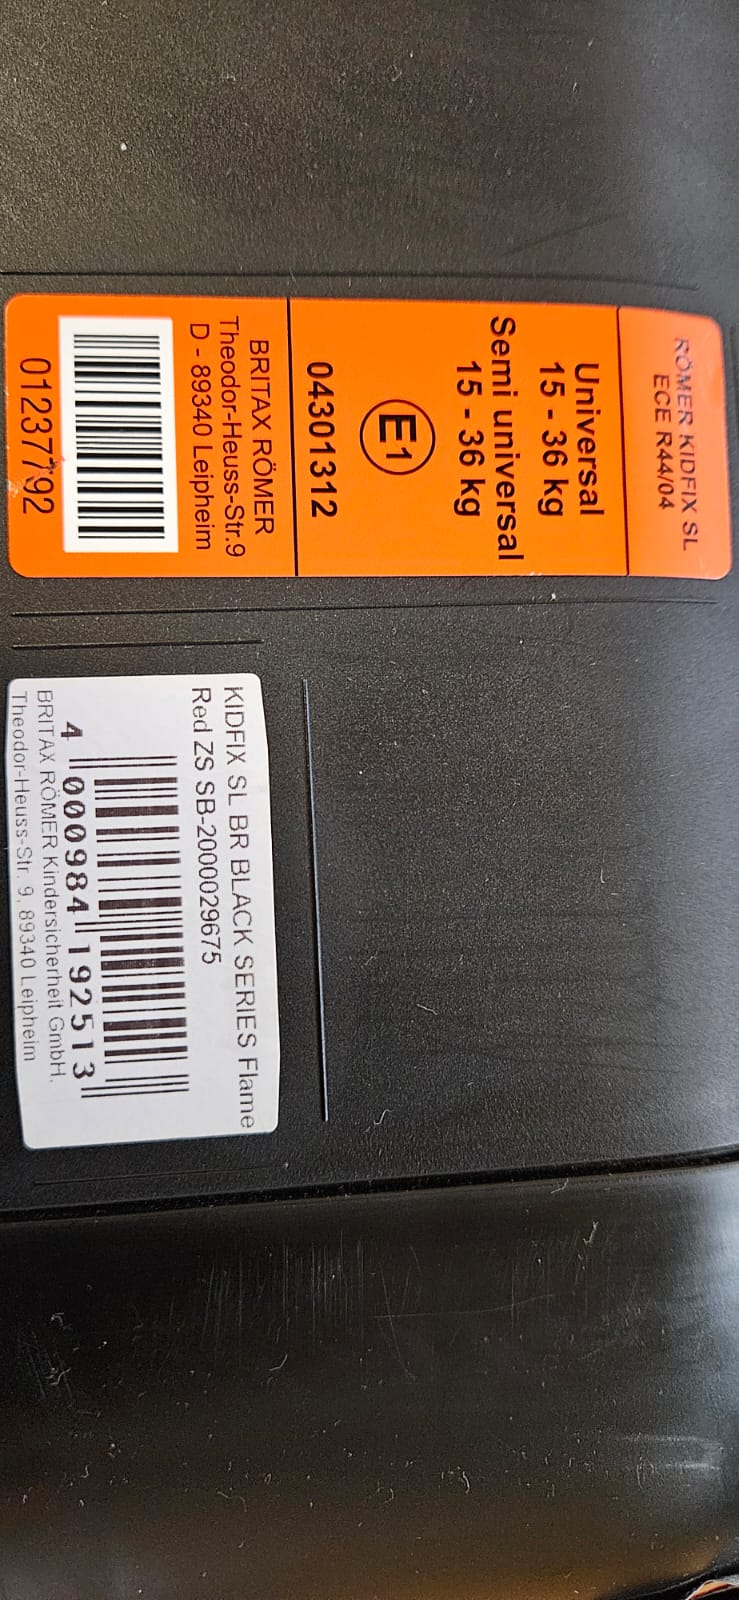 RÖMER KIDFIX SL
ECE R44/04
Universal
15 - 36 kg
Semi universal
15 - 36 kg
E1
04301312
BRITAX RÖMER
Theodor-Heuss-Str.9
D - 89340 Leipheim
01237792
KIDFIX SL BR BLACK SERIES Flame
Red ZS SB-2000029675
4 000984 192513
BRITAX RÖMER Kindersicherheit GmbH,
Theodor-Heuss-Str. 9, 89340 Leipheim